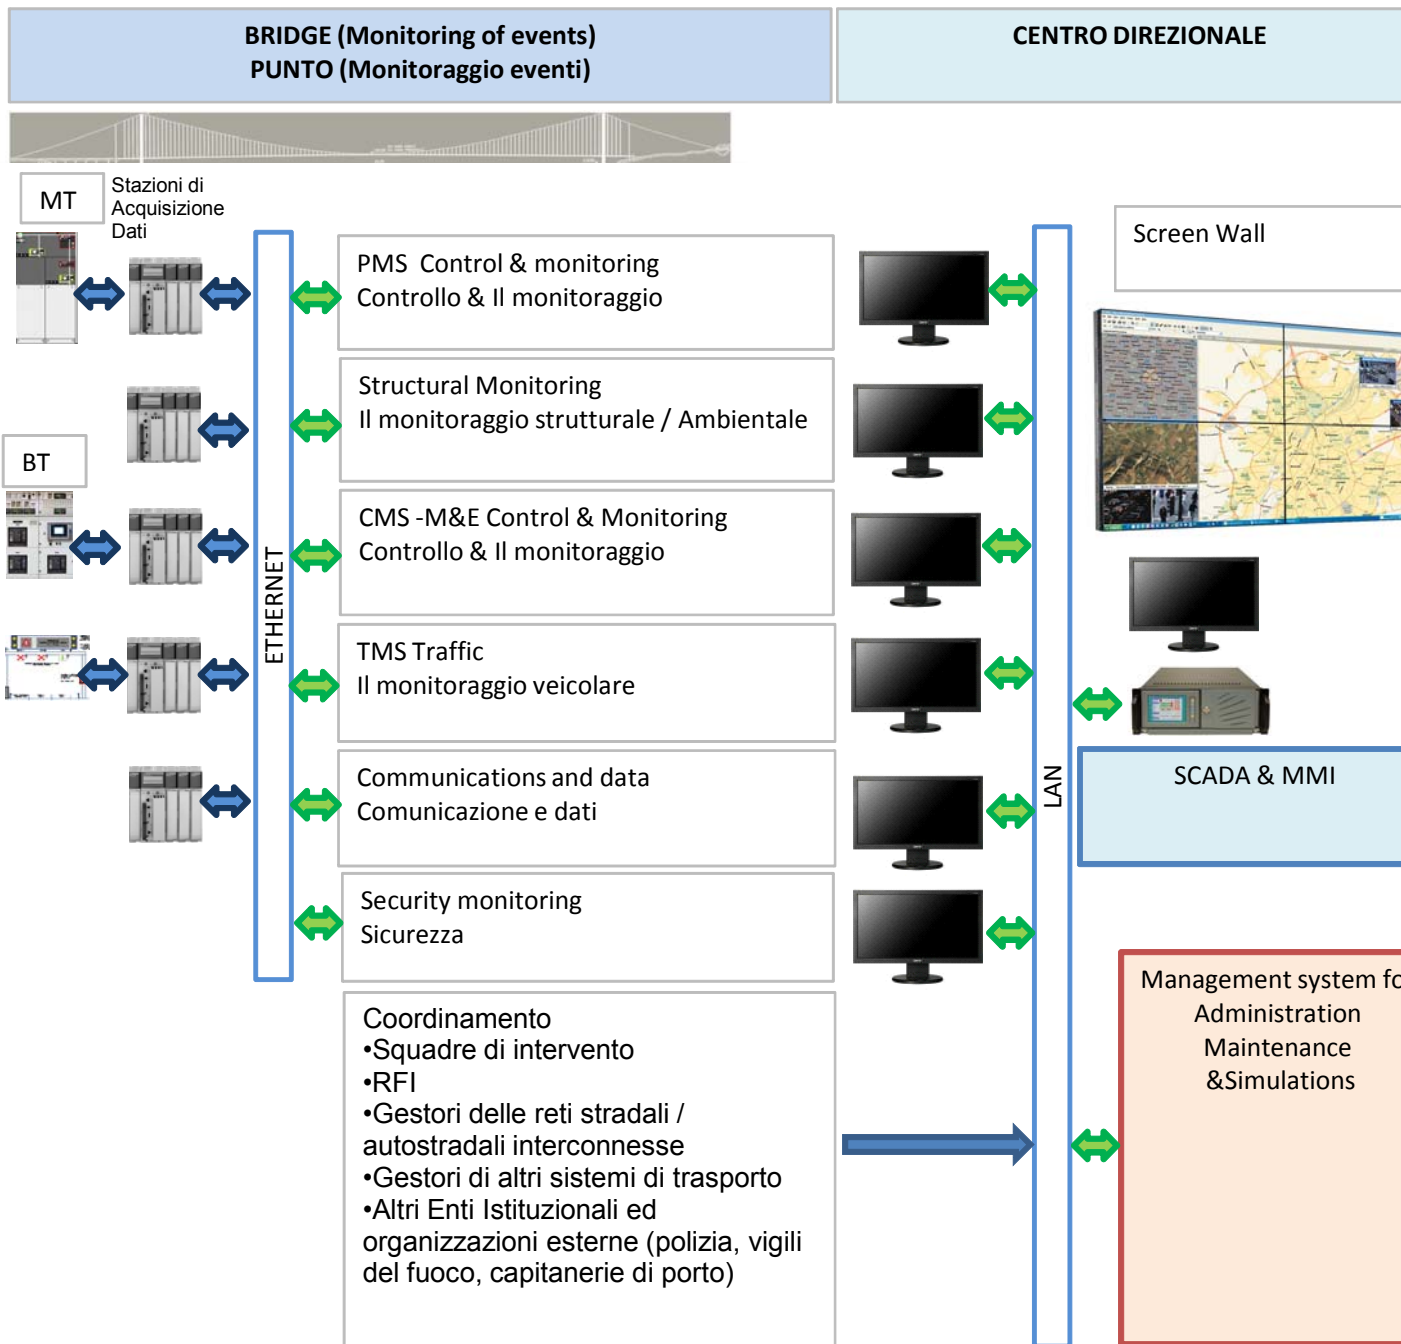 BRIDGE (Monitoring of events)
PUNTO (Monitoraggio eventi)
CENTRO DIREZIONALE
MT
Stazioni di
Acquisizione
Dati
BT
ETHERNET
PMS  Control & monitoring
Controllo & Il monitoraggio
Structural Monitoring
Il monitoraggio strutturale / Ambientale
CMS -M&E Control & Monitoring
Controllo & Il monitoraggio
TMS Traffic
Il monitoraggio veicolare
Communications and data
Comunicazione e dati
Security monitoring
Sicurezza
Coordinamento
•Squadre di intervento
•RFI
•Gestori delle reti stradali /
autostradali interconnesse
•Gestori di altri sistemi di trasporto
•Altri Enti Istituzionali ed
organizzazioni esterne (polizia, vigili
del fuoco, capitanerie di porto)
LAN
Screen Wall
SCADA & MMI
Management system fo
Administration
Maintenance
&Simulations